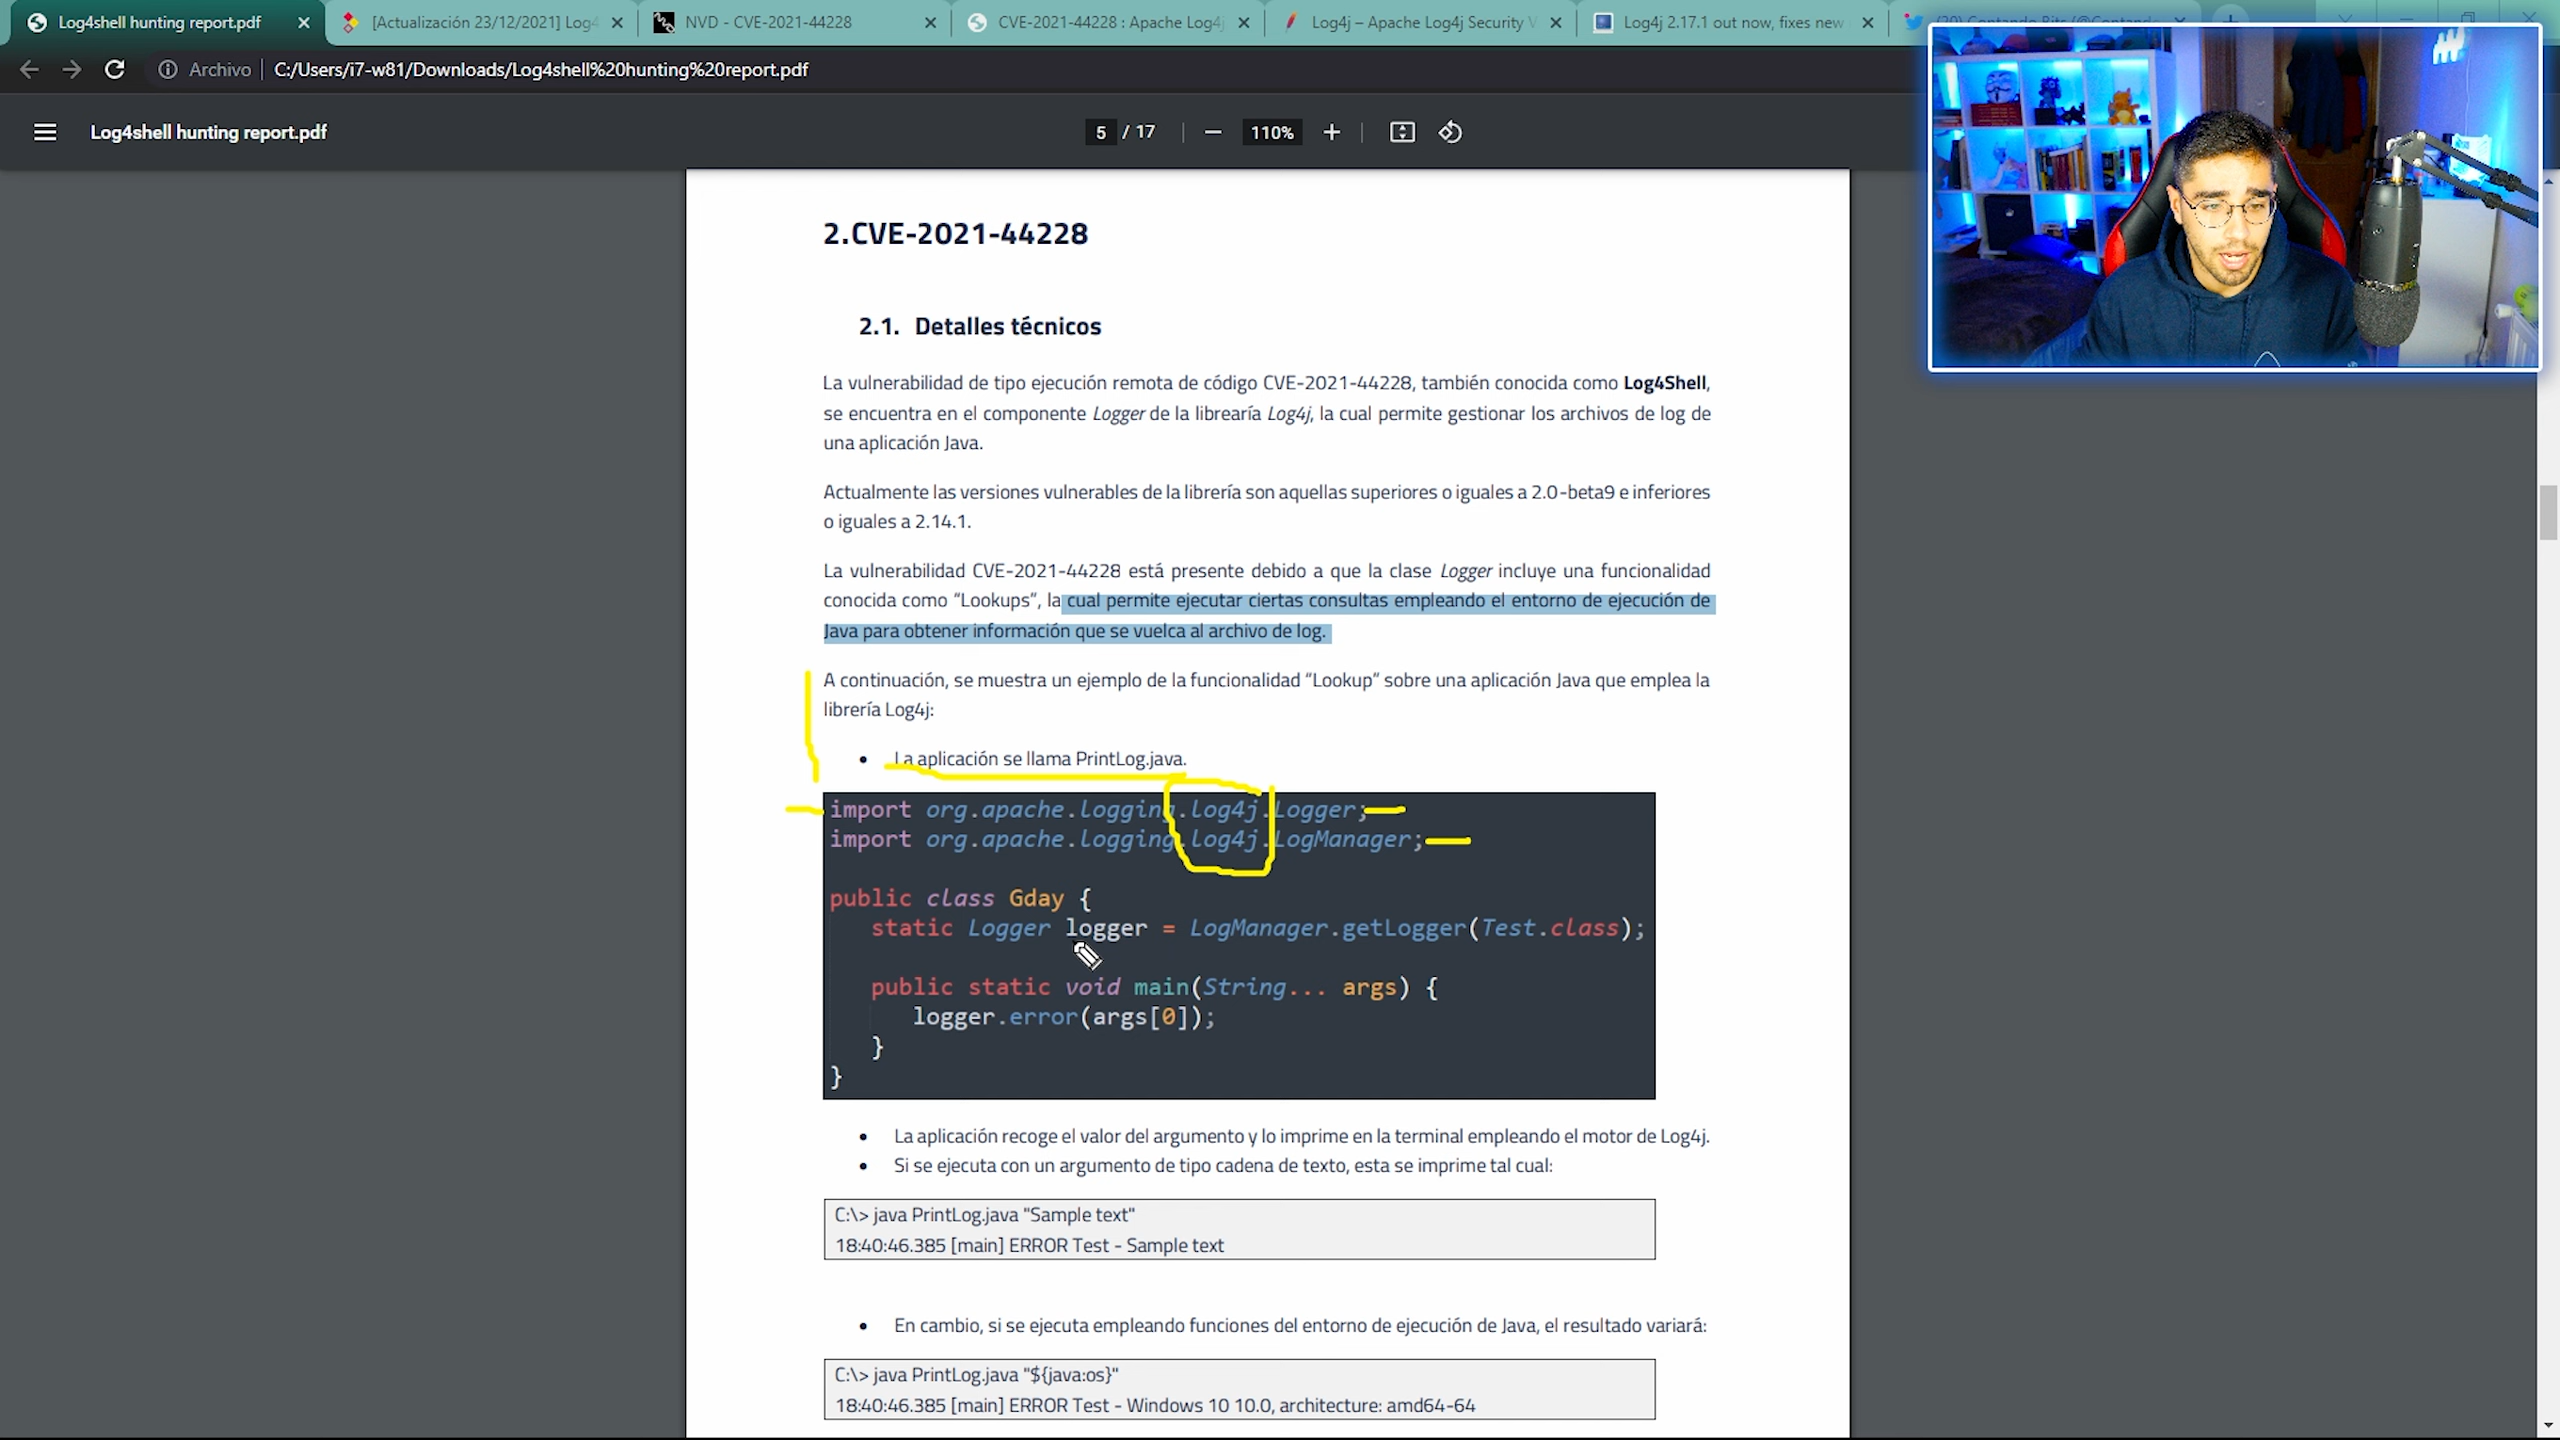 Log4shell hunting report.pdf
[Actualización 23/12/2021] Log4
NVD - CVE-2021-44228
CVE-2021-44228 : Apache Log4j
Log4j – Apache Log4j Security V
Log4j 2.17.1 out now, fixes new
Archivo
C:/Users/i7-w81/Downloads/Log4shell%20hunting%20report.pdf
Log4shell hunting report.pdf
5 / 17
110%
2.CVE-2021-44228
2.1. Detalles técnicos
La vulnerabilidad de tipo ejecución remota de código CVE-2021-44228, también conocida como Log4Shell,
se encuentra en el componente Logger de la librearía Log4j, la cual permite gestionar los archivos de log de
una aplicación Java.
Actualmente las versiones vulnerables de la librería son aquellas superiores o iguales a 2.0-beta9 e inferiores
o iguales a 2.14.1.
La vulnerabilidad CVE-2021-44228 está presente debido a que la clase Logger incluye una funcionalidad
conocida como “Lookups”, la cual permite ejecutar ciertas consultas empleando el entorno de ejecución de
Java para obtener información que se vuelca al archivo de log.
A continuación, se muestra un ejemplo de la funcionalidad “Lookup” sobre una aplicación Java que emplea la
librería Log4j:
• La aplicación se llama PrintLog.java.
import org.apache.logging.log4j.Logger;
import org.apache.logging.log4j.LogManager;
public class Gday {
static Logger logger = LogManager.getLogger(Test.class);
public static void main(String... args) {
logger.error(args[0]);
}
}
• La aplicación recoge el valor del argumento y lo imprime en la terminal empleando el motor de Log4j.
• Si se ejecuta con un argumento de tipo cadena de texto, esta se imprime tal cual:
C:\> java PrintLog.java "Sample text"
18:40:46.385 [main] ERROR Test - Sample text
• En cambio, si se ejecuta empleando funciones del entorno de ejecución de Java, el resultado variará:
C:\> java PrintLog.java "${java:os}"
18:40:46.385 [main] ERROR Test - Windows 10 10.0, architecture: amd64-64